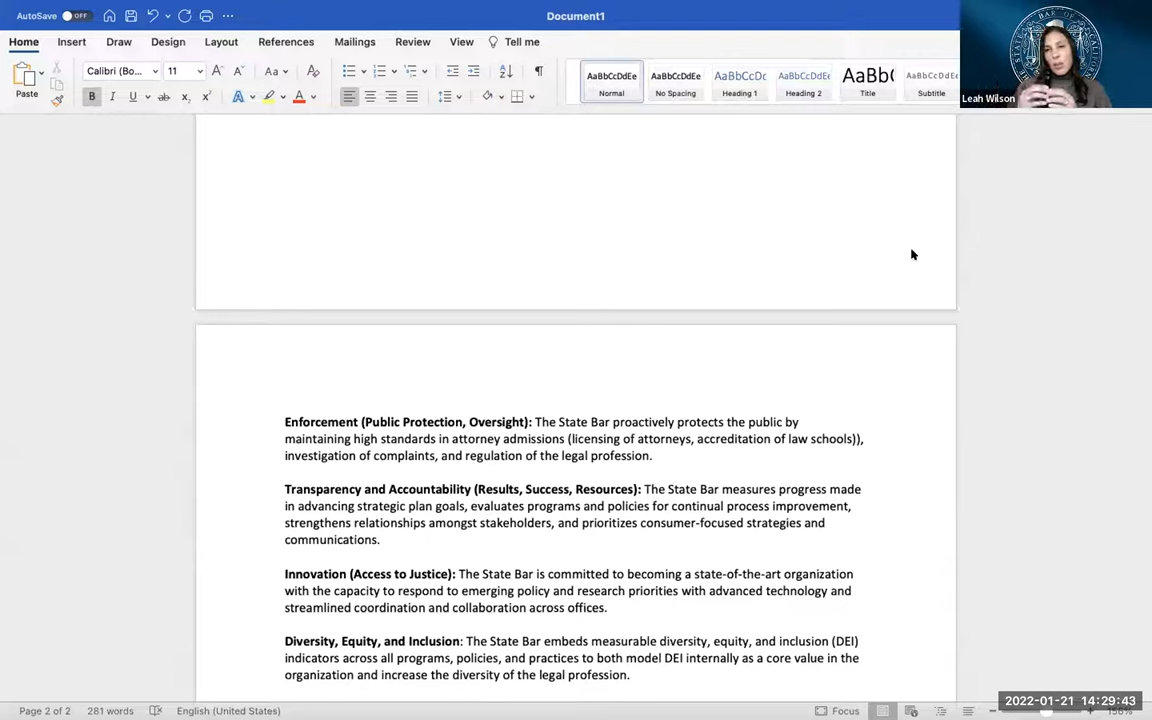 AutoSave OFF Document1
Home Insert Draw Design Layout References Mailings Review View Tell me
Paste Calibri (Bo... 11 Aa AaBbCcDdEe AaBbCcDdEe AaBbCcDc AaBbCcDdEe AaBb( AaBbCcDdEe
Normal No Spacing Heading 1 Heading 2 Title Subtitle
Leah Wilson
Enforcement (Public Protection, Oversight): The State Bar proactively protects the public by
maintaining high standards in attorney admissions (licensing of attorneys, accreditation of law schools)),
investigation of complaints, and regulation of the legal profession.
Transparency and Accountability (Results, Success, Resources): The State Bar measures progress made
in advancing strategic plan goals, evaluates programs and policies for continual process improvement,
strengthens relationships amongst stakeholders, and prioritizes consumer-focused strategies and
communications.
Innovation (Access to Justice): The State Bar is committed to becoming a state-of-the-art organization
with the capacity to respond to emerging policy and research priorities with advanced technology and
streamlined coordination and collaboration across offices.
Diversity, Equity, and Inclusion: The State Bar embeds measurable diversity, equity, and inclusion (DEI)
indicators across all programs, policies, and practices to both model DEI internally as a core value in the
organization and increase the diversity of the legal profession.
2022-01-21 14:29:43
Page 2 of 2 281 words English (United States) Focus